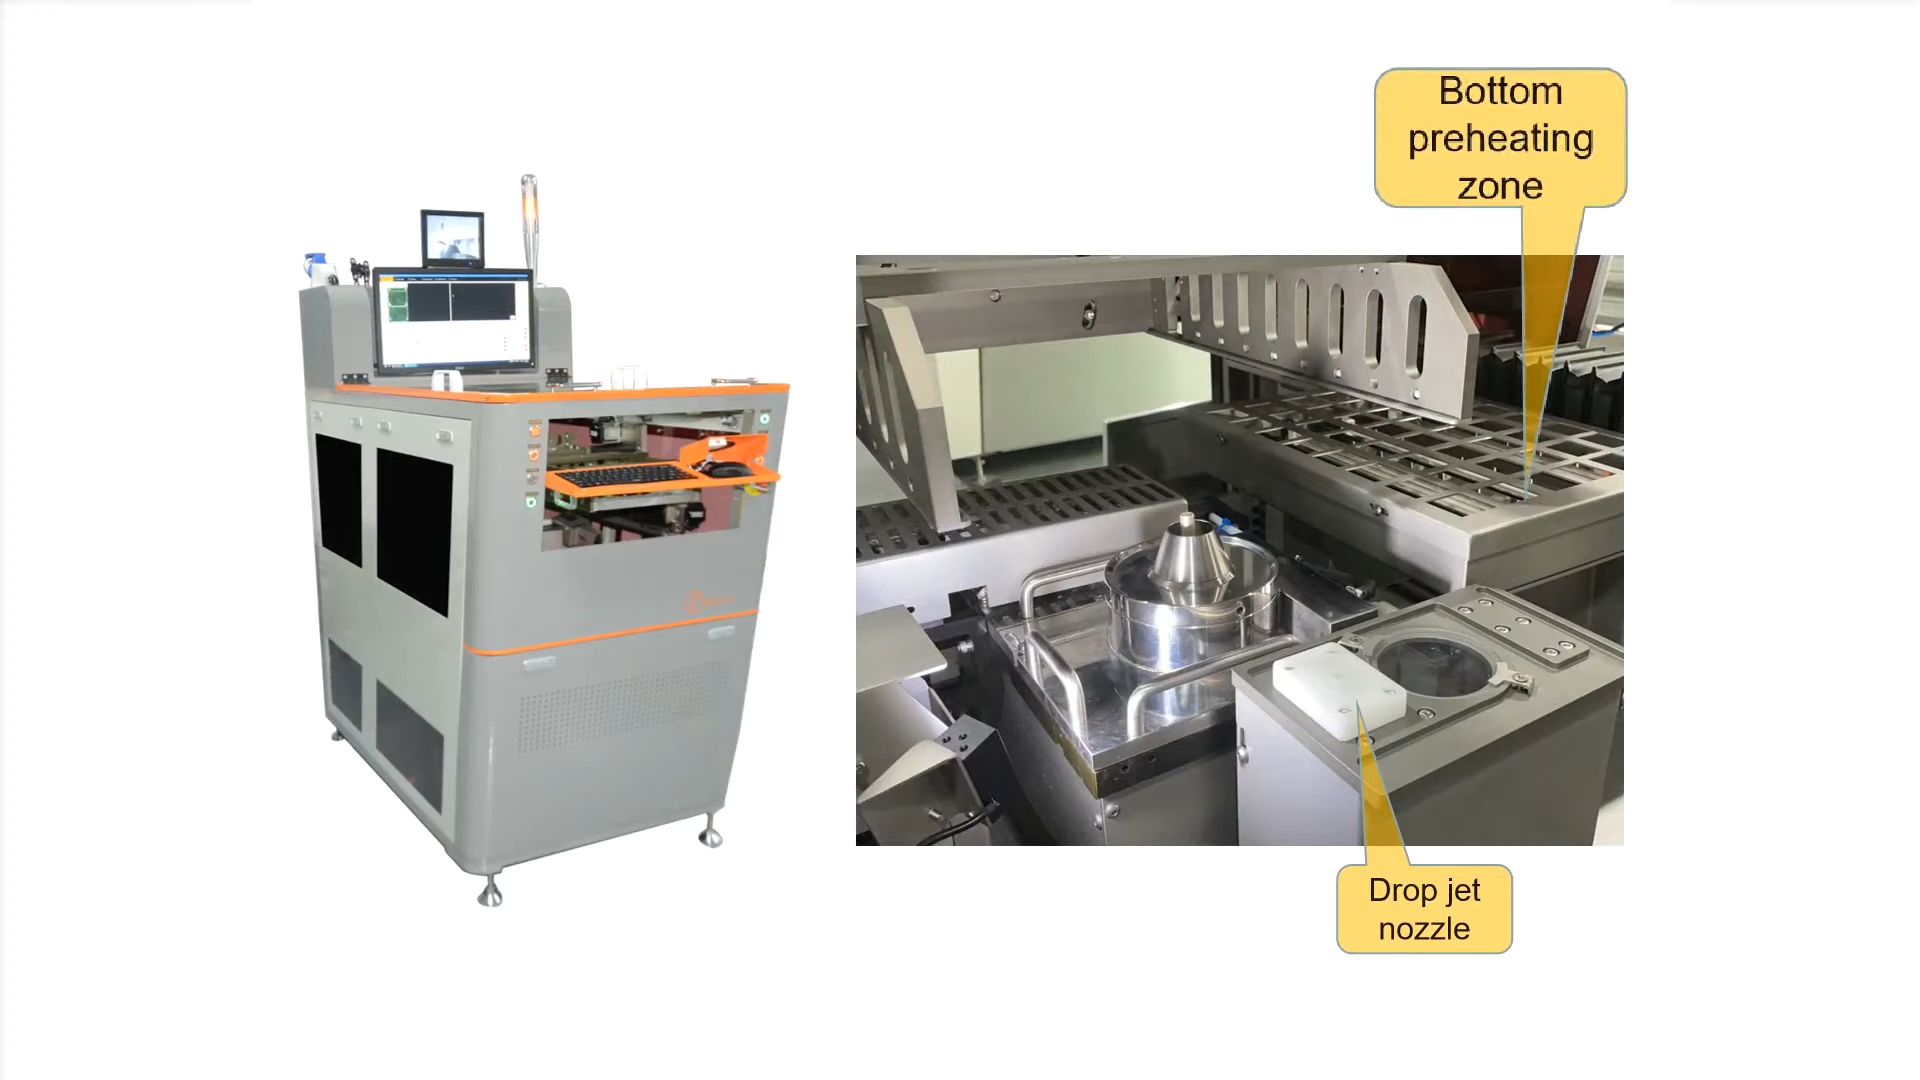 Bottom
preheating
zone
Drop jet
nozzle